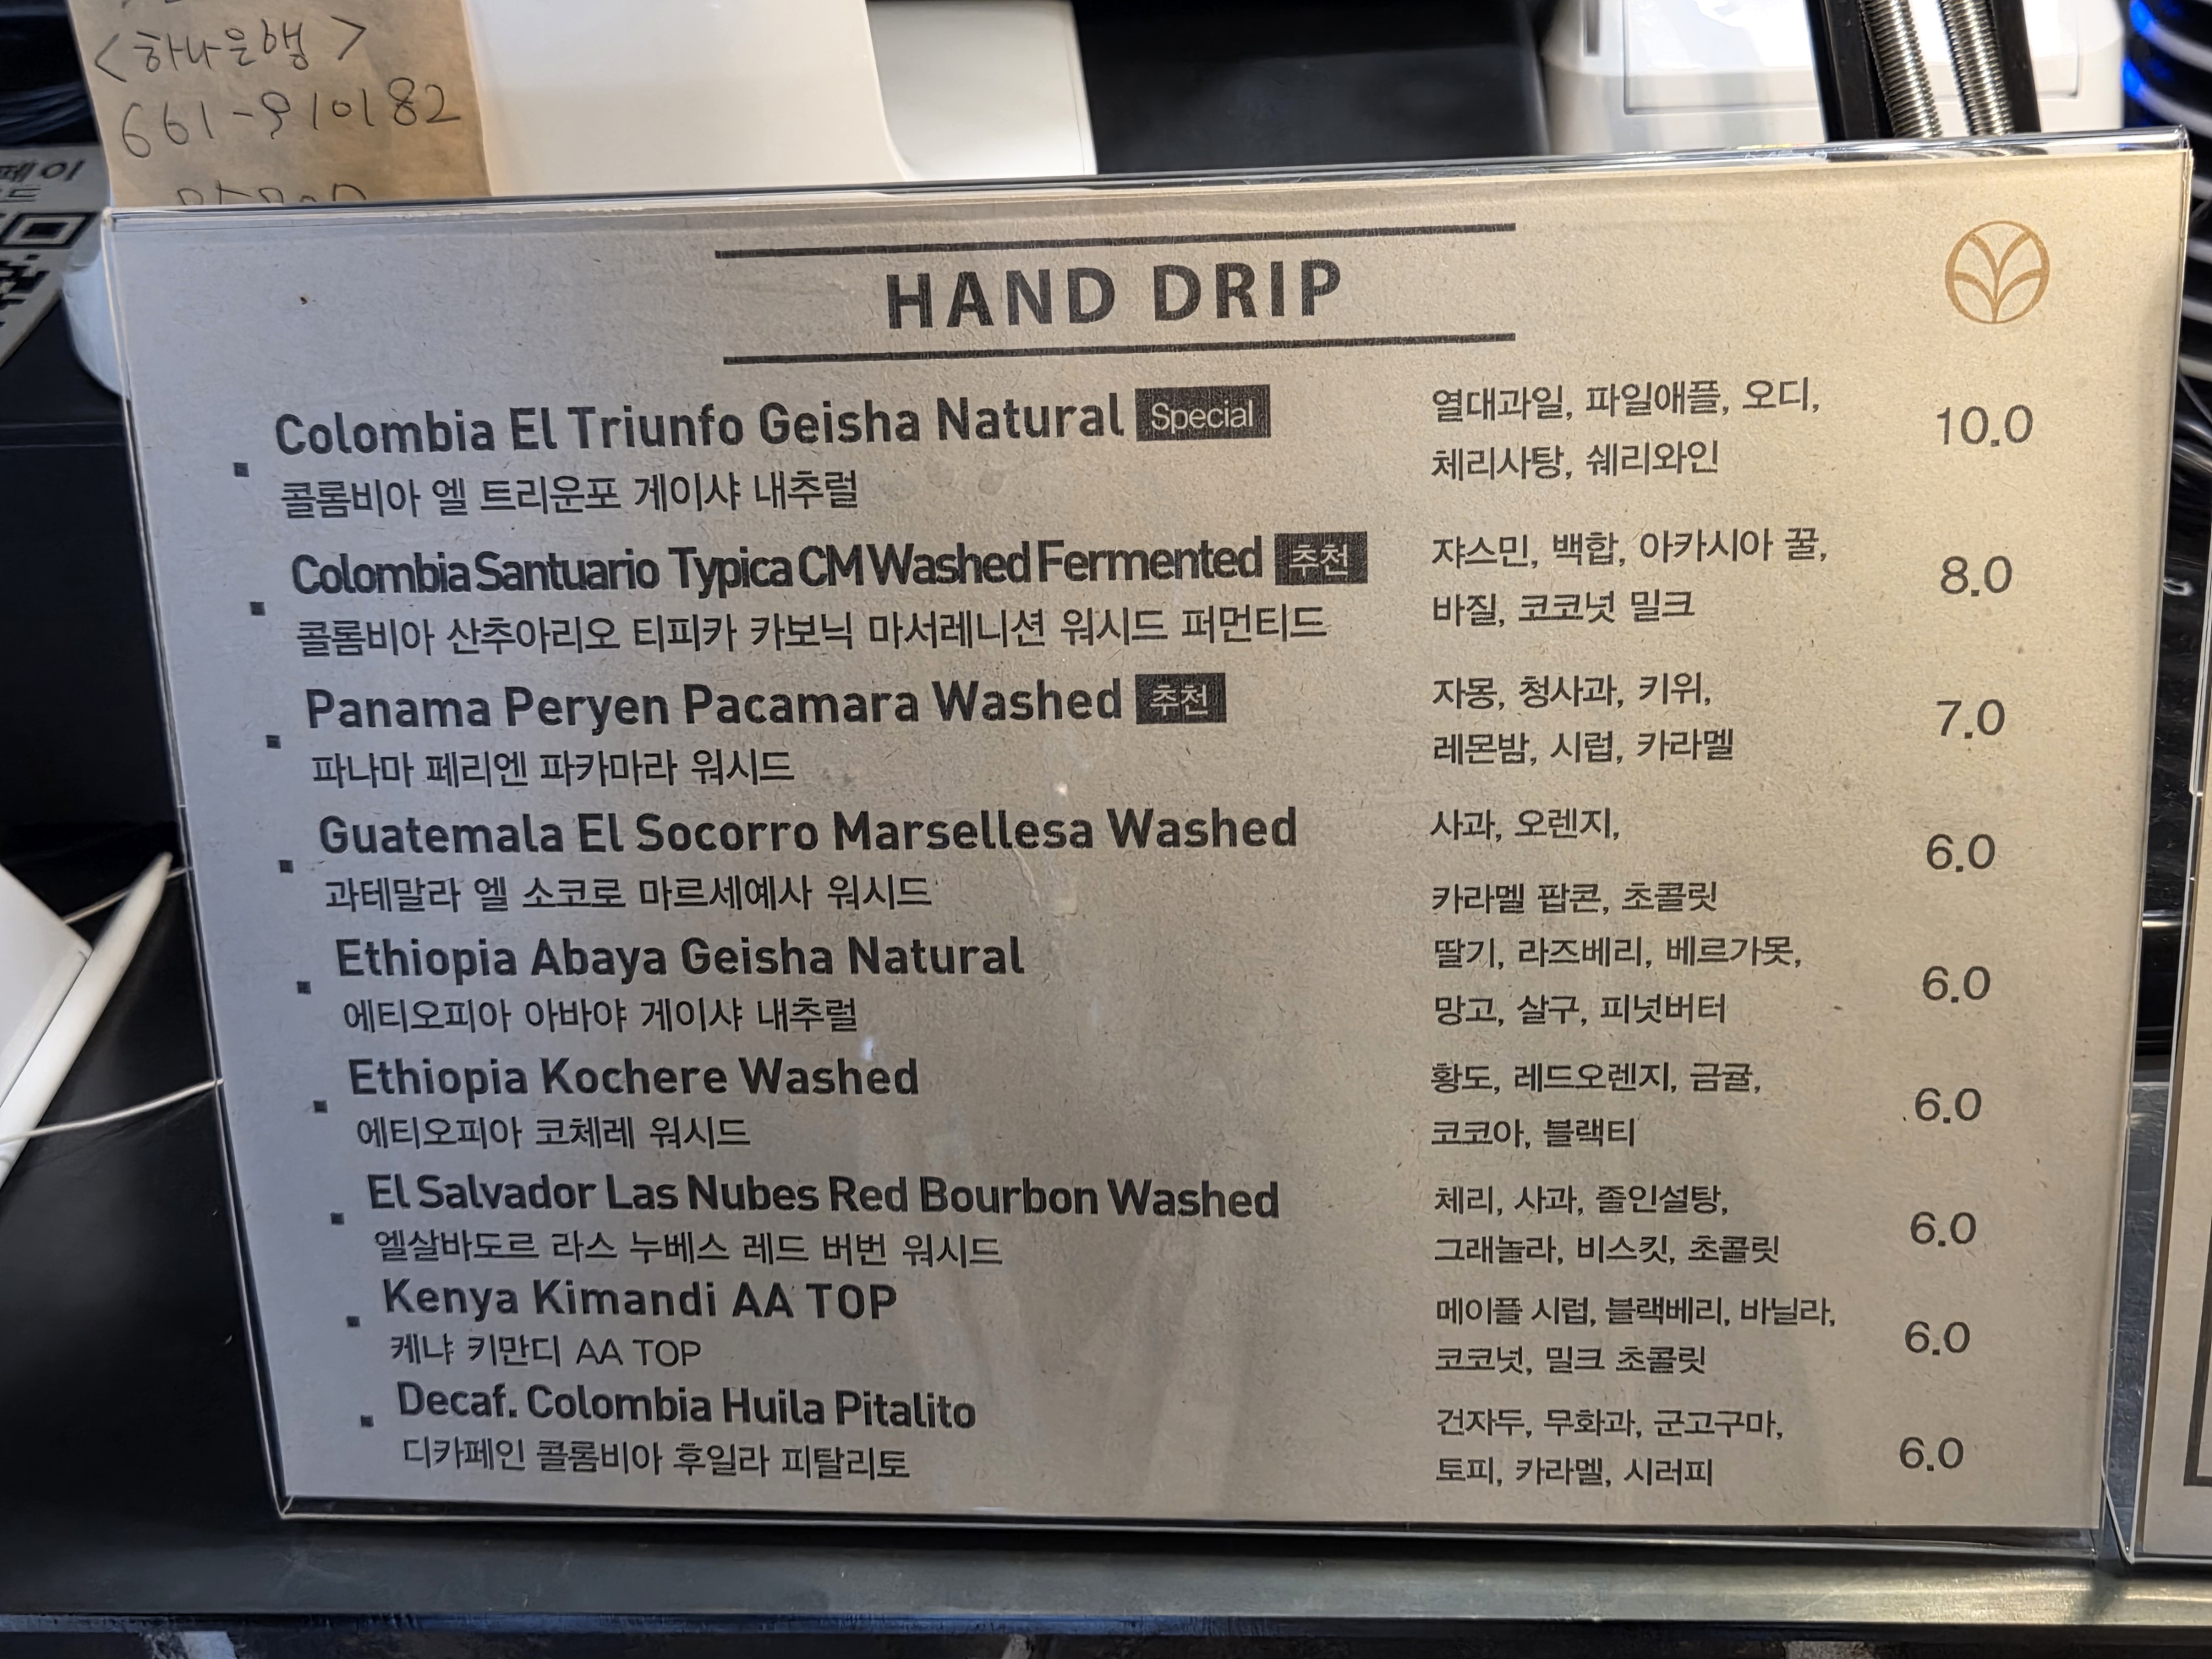 <하나은행>
661-910182
페이
HAND DRIP
Colombia El Triunfo Geisha Natural Special
콜롬비아 엘 트리운포 게이샤 내추럴
열대과일, 파일애플, 오디,
체리사탕, 쉐리와인
10.0
Colombia Santuario Typica CM Washed Fermented 추천
콜롬비아 산추아리오 티피카 카보닉 마서레니션 워시드 퍼먼티드
쟈스민, 백합, 아카시아 꿀,
바질, 코코넛 밀크
8.0
Panama Peryen Pacamara Washed 추천
파나마 페리엔 파카마라 워시드
자몽, 청사과, 키위,
레몬밤, 시럽, 카라멜
7.0
Guatemala El Socorro Marsellesa Washed
과테말라 엘 소코로 마르세예사 워시드
사과, 오렌지,
카라멜 팝콘, 초콜릿
6.0
Ethiopia Abaya Geisha Natural
에티오피아 아바야 게이샤 내추럴
딸기, 라즈베리, 베르가못,
망고, 살구, 피넛버터
6.0
Ethiopia Kochere Washed
에티오피아 코체레 워시드
황도, 레드오렌지, 금귤,
코코아, 블랙티
6.0
El Salvador Las Nubes Red Bourbon Washed
엘살바도르 라스 누베스 레드 버번 워시드
체리, 사과, 졸인설탕,
그래놀라, 비스킷, 초콜릿
6.0
Kenya Kimandi AA TOP
케냐 키만디 AA TOP
메이플 시럽, 블랙베리, 바닐라,
코코넛, 밀크 초콜릿
6.0
Decaf. Colombia Huila Pitalito
디카페인 콜롬비아 후일라 피탈리토
건자두, 무화과, 군고구마,
토피, 카라멜, 시러피
6.0